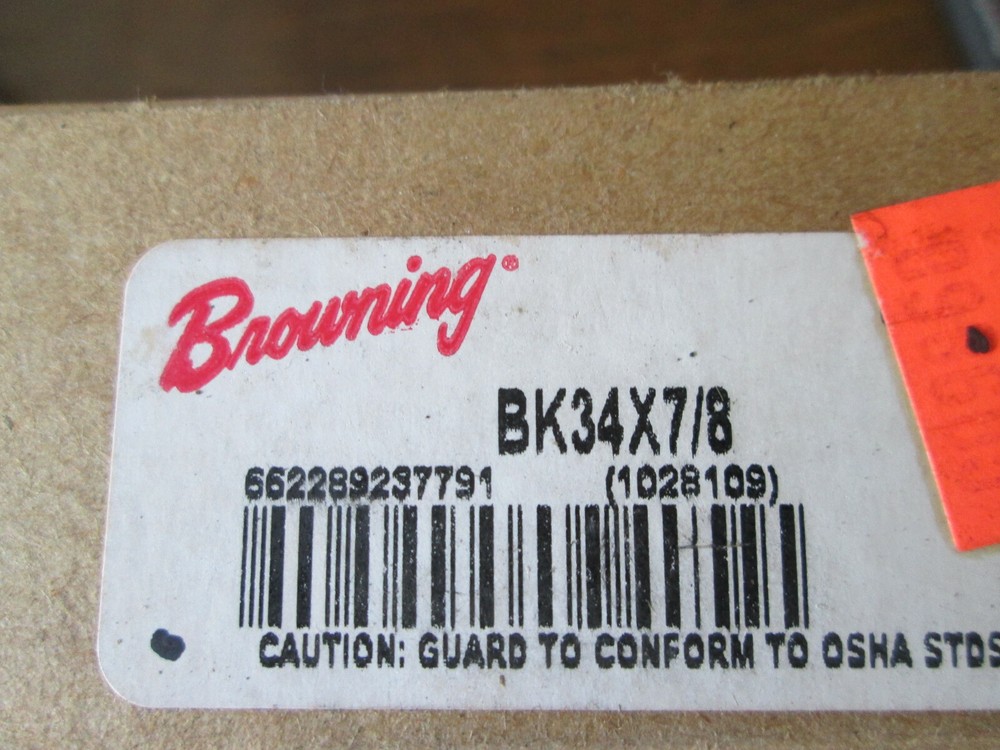 Browning®
BK34X7/8
662289237791 (1028109)
CAUTION: GUARD TO CONFORM TO OSHA STDS